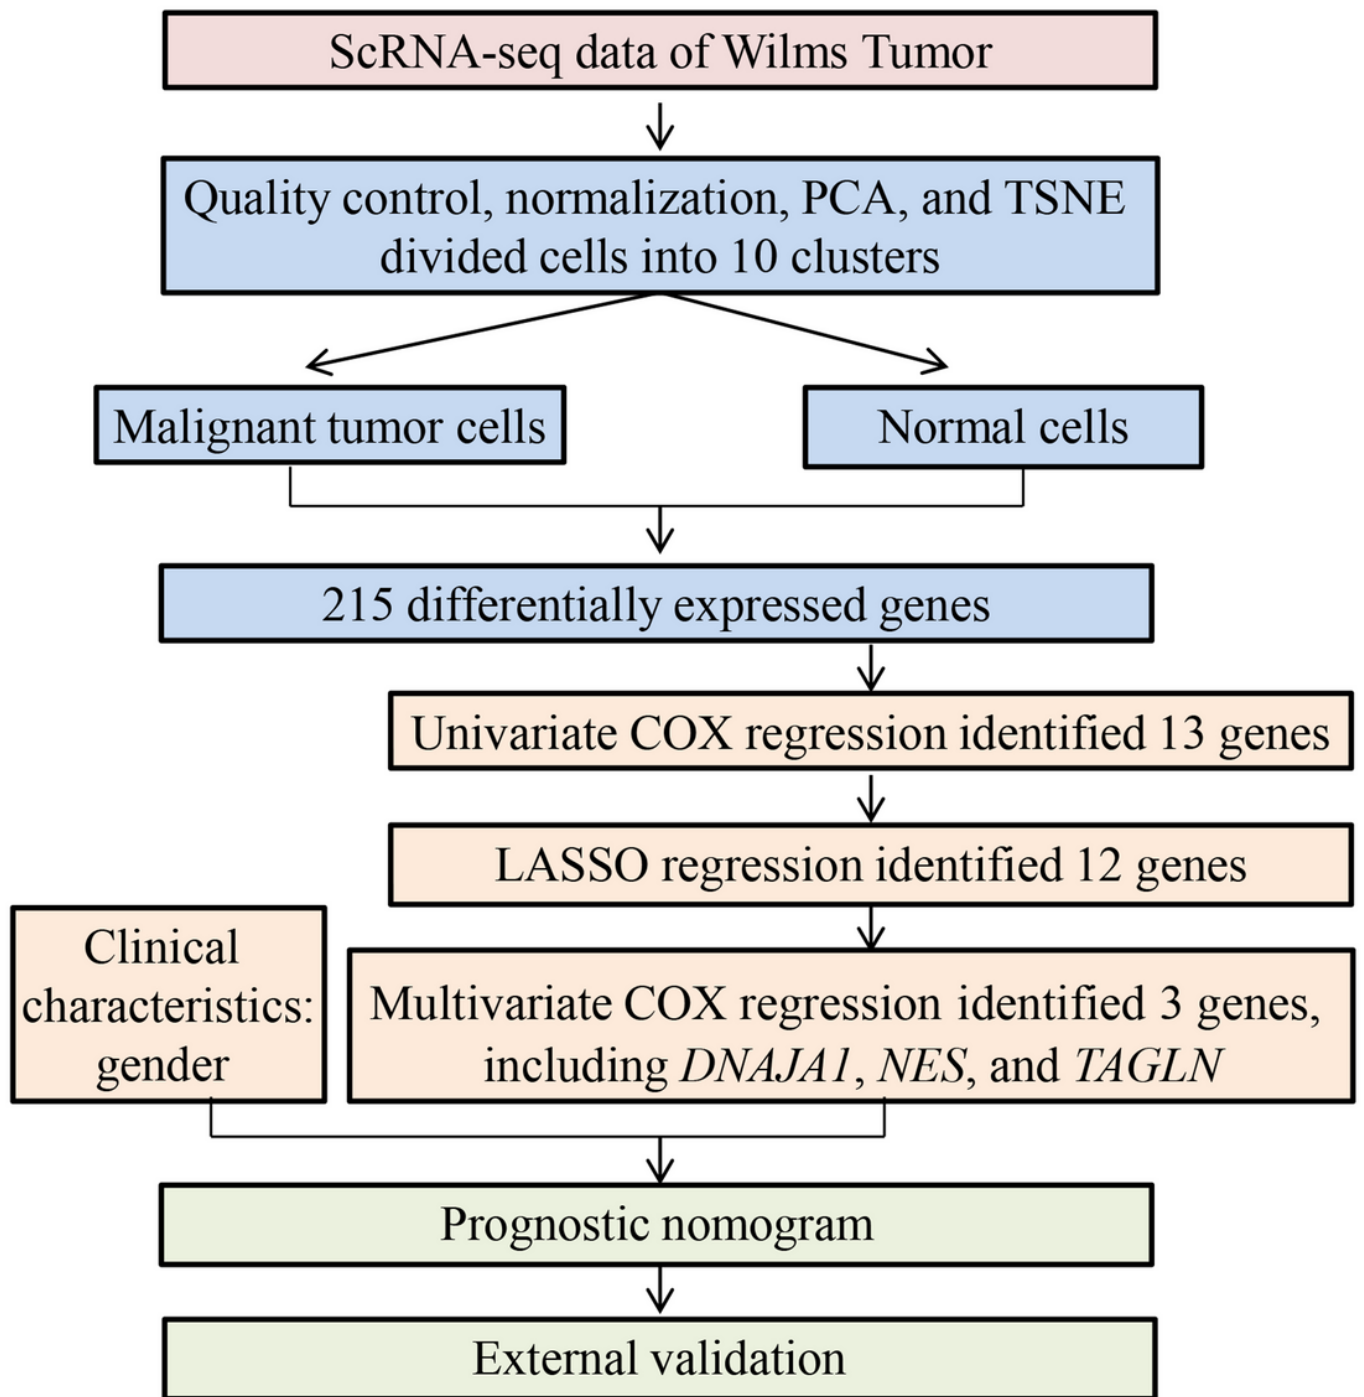 ScRNA-seq data of Wilms Tumor
Quality control, normalization, PCA, and TSNE
divided cells into 10 clusters
Malignant tumor cells
Normal cells
215 differentially expressed genes
Univariate COX regression identified 13 genes
LASSO regression identified 12 genes
Clinical
characteristics:
gender
Multivariate COX regression identified 3 genes,
including DNAJA1, NES, and TAGLN
Prognostic nomogram
External validation